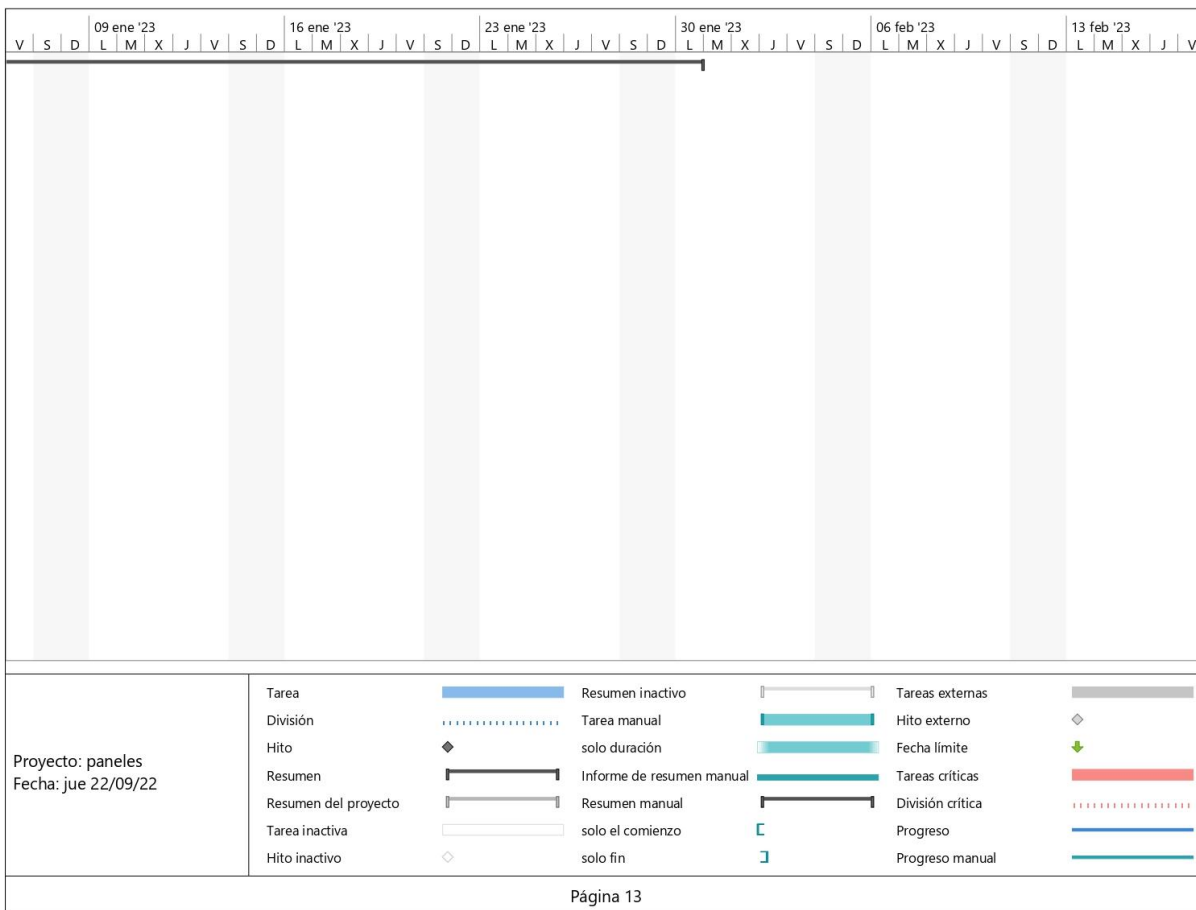 09 ene '23 16 ene '23 23 ene '23 30 ene '23 06 feb '23 13 feb '23
V S D L M X J V S D L M X J V S D L M X J V S D L M X J V S D L M X J V S D L M X J V
Proyecto: paneles
Fecha: jue 22/09/22
Tarea
División
Hito
Resumen
Resumen del proyecto
Tarea inactiva
Hito inactivo
Resumen inactivo
Tarea manual
solo duración
Informe de resumen manual
Resumen manual
solo el comienzo
solo fin
Tareas externas
Hito externo
Fecha límite
Tareas críticas
División crítica
Progreso
Progreso manual
Página 13